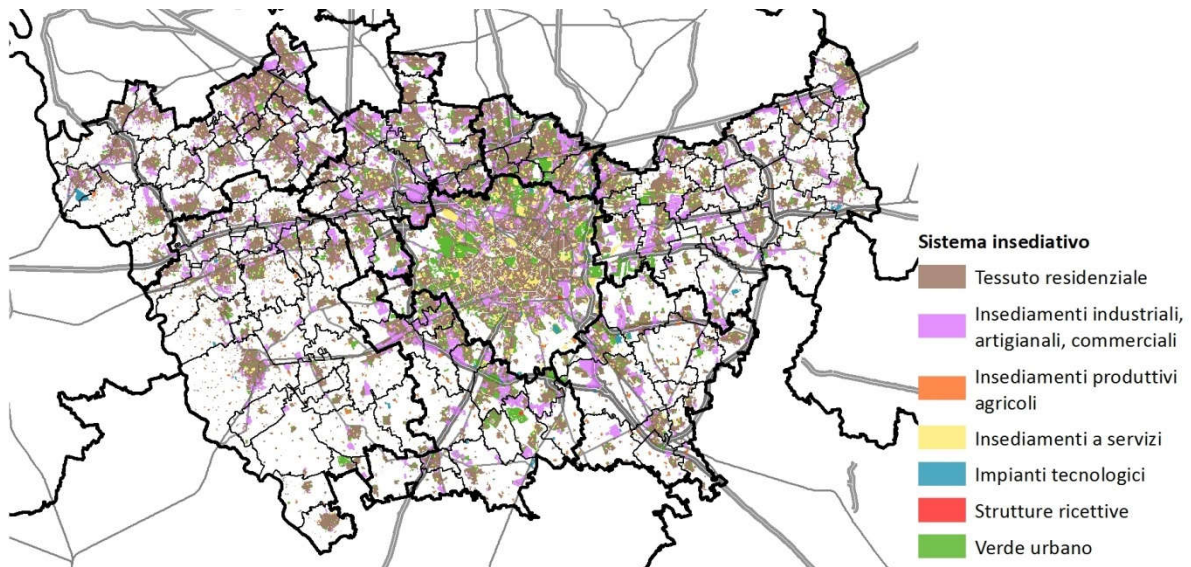 Sistema insediativo
Tessuto residenziale
Insediamenti industriali,
artigianali, commerciali
Insediamenti produttivi
agricoli
Insediamenti a servizi
Impianti tecnologici
Strutture ricettive
Verde urbano